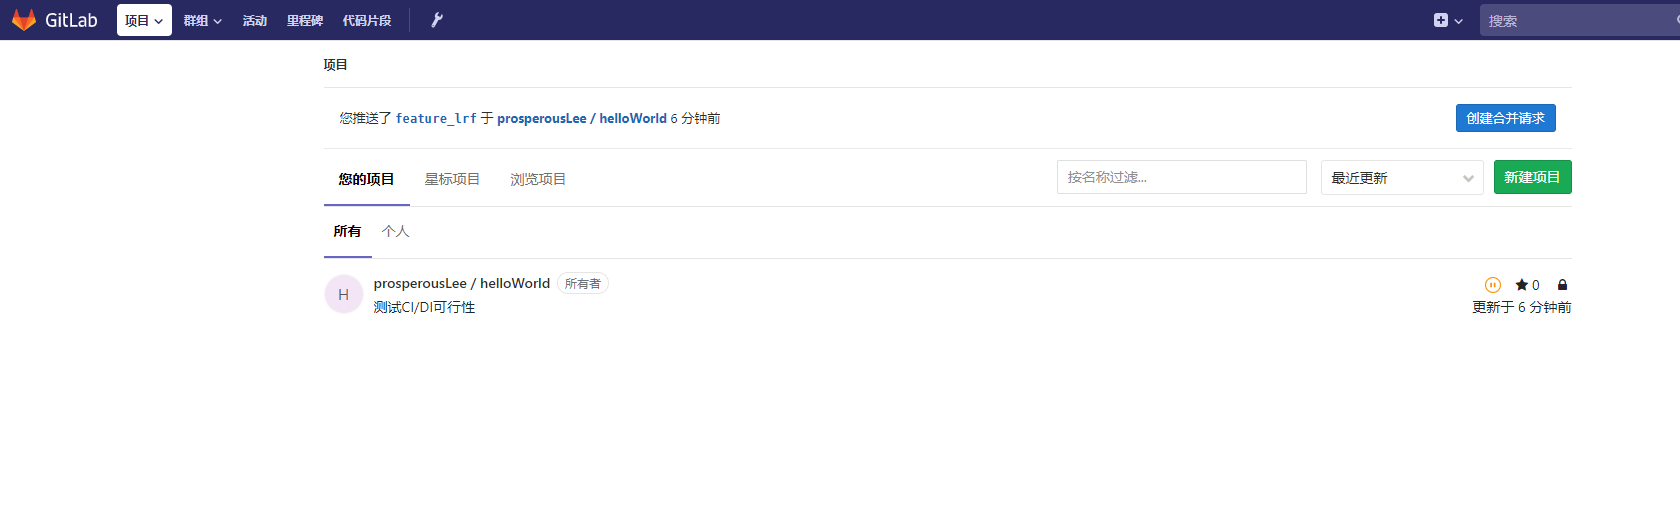 GitLab 项目 群组 活动 里程碑 代码片段 搜索
项目
您推送了 feature_lrf 于 prosperousLee / helloWorld 6 分钟前 创建合并请求
您的项目 星标项目 浏览项目 按名称过滤... 最近更新 新建项目
所有 个人
H prosperousLee / helloWorld 所有者 0
测试CI/DI可行性 更新于 6 分钟前